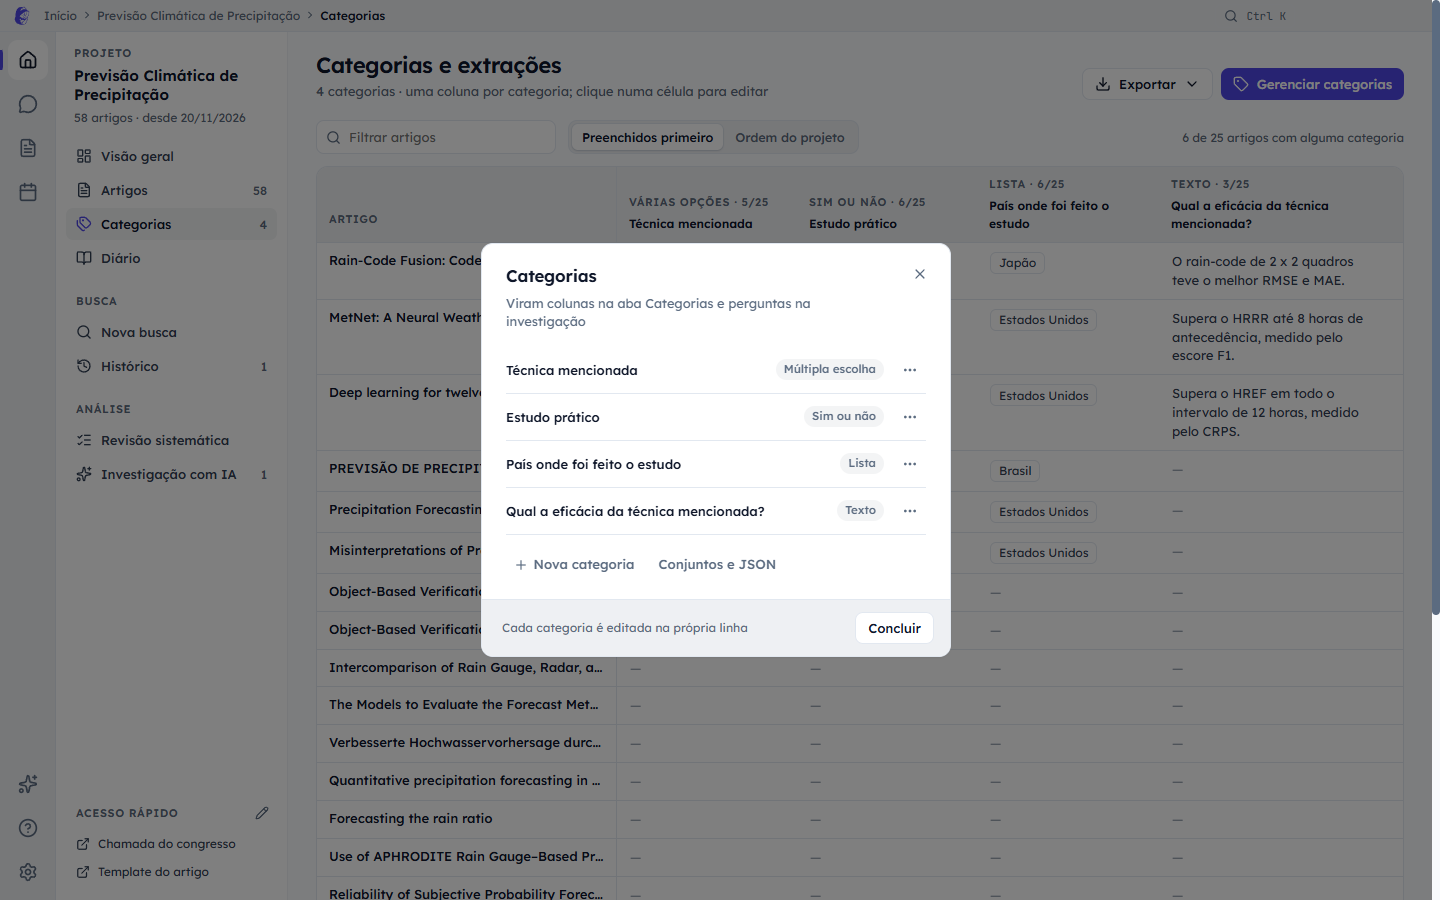 Início > Previsão Climática de Precipitação > Categorias
Ctrl K
PROJETO
Previsão Climática de
Precipitação
58 artigos · desde 20/11/2026
Visão geral
Artigos 58
Categorias 4
Diário
BUSCA
Nova busca
Histórico 1
ANÁLISE
Revisão sistemática
Investigação com IA 1
ACESSO RÁPIDO
Chamada do congresso
Template do artigo
Categorias e extrações
4 categorias · uma coluna por categoria; clique numa célula para editar
Exportar
Gerenciar categorias
Filtrar artigos
Preenchidos primeiro
Ordem do projeto
6 de 25 artigos com alguma categoria
ARTIGO
VÁRIAS OPÇÕES · 5/25
Técnica mencionada
SIM OU NÃO · 6/25
Estudo prático
LISTA · 6/25
País onde foi feito o
estudo
TEXTO · 3/25
Qual a eficácia da técnica
mencionada?
Rain-Code Fusion: Code
Japão
O rain-code de 2 x 2 quadros
teve o melhor RMSE e MAE.
MetNet: A Neural Weath
Estados Unidos
Supera o HRRR até 8 horas de
antecedência, medido pelo
escore F1.
Deep learning for twelve
Estados Unidos
Supera o HREF em todo o
intervalo de 12 horas, medido
pelo CRPS.
PREVISÃO DE PRECIPI
Brasil
—
Precipitation Forecastin
Estados Unidos
—
Misinterpretations of Pr
Estados Unidos
—
Object-Based Verificatio
— —
Object-Based Verificatio
— —
Intercomparison of Rain Gauge, Radar, a...
— — — —
The Models to Evaluate the Forecast Met...
— — — —
Verbesserte Hochwasservorhersage durc...
— — — —
Quantitative precipitation forecasting in ...
— — — —
Forecasting the rain ratio
— — — —
Use of APHRODITE Rain Gauge–Based Pr...
— — — —
Reliability of Subjective Probability Forec...
— — — —
Categorias
Viram colunas na aba Categorias e perguntas na
investigação
Técnica mencionada Múltipla escolha
Estudo prático Sim ou não
País onde foi feito o estudo Lista
Qual a eficácia da técnica mencionada? Texto
+ Nova categoria
Conjuntos e JSON
Cada categoria é editada na própria linha
Concluir